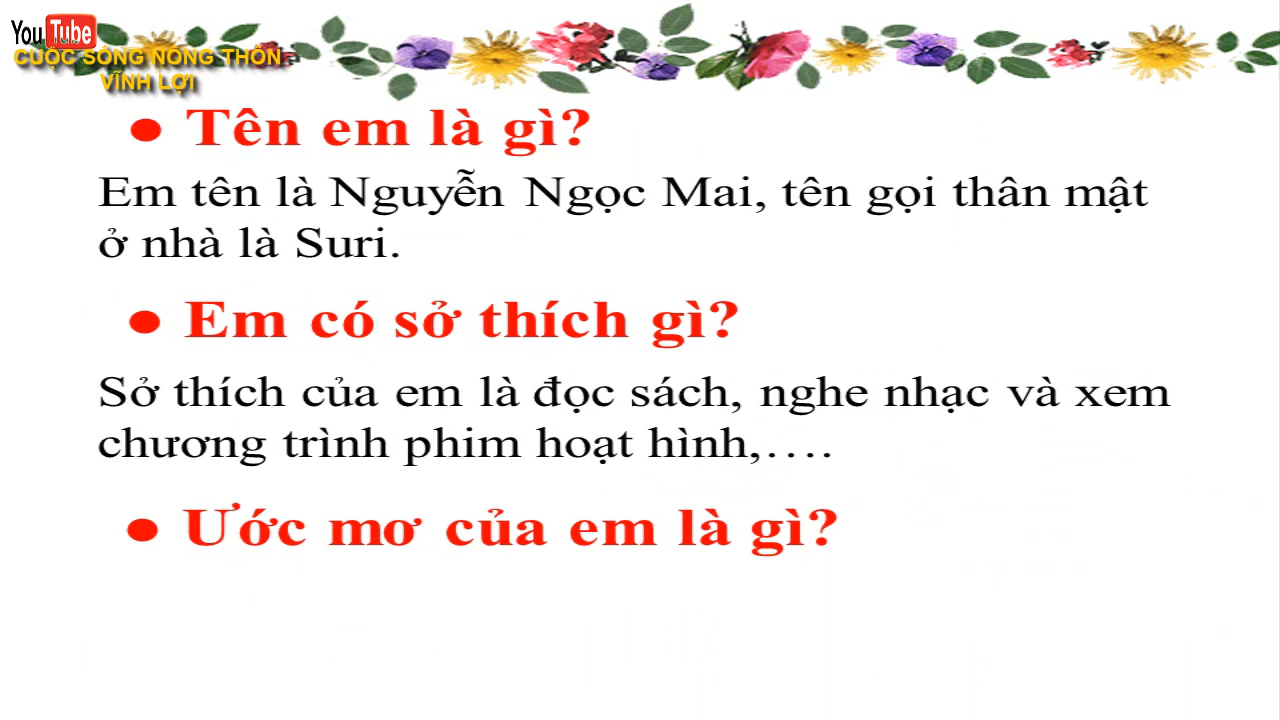 You Tube
CUỘC SỐNG NÔNG THÔN
VĨNH LỢI
● Tên em là gì?
Em tên là Nguyễn Ngọc Mai, tên gọi thân mật
ở nhà là Suri.
● Em có sở thích gì?
Sở thích của em là đọc sách, nghe nhạc và xem
chương trình phim hoạt hình,….
● Ước mơ của em là gì?